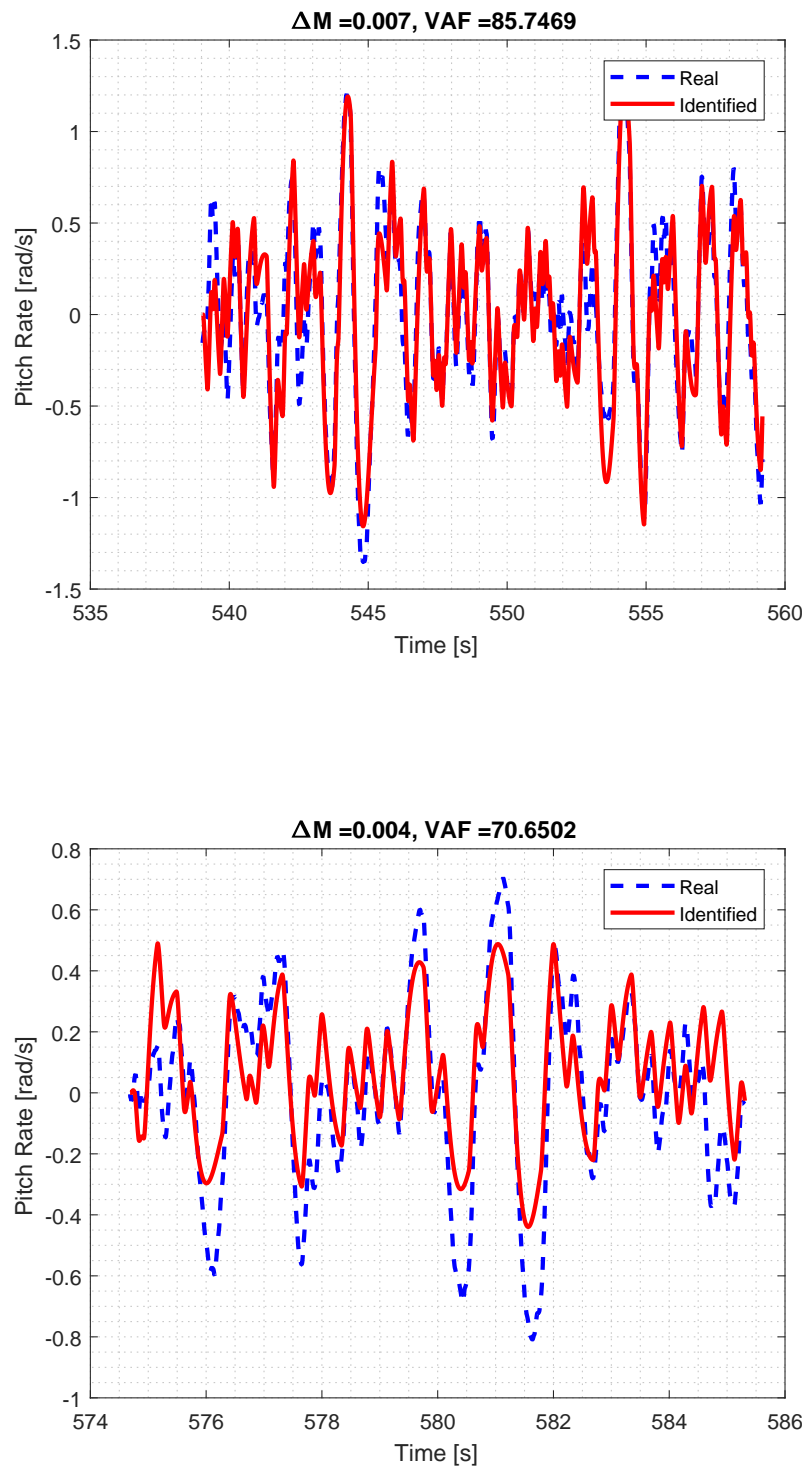 ΔM =0.007, VAF =85.7469
1.5
1
0.5
0
-0.5
-1
-1.5
Pitch Rate [rad/s]
Real
Identified
535 540 545 550 555 560
Time [s]
ΔM =0.004, VAF =70.6502
0.8
0.6
0.4
0.2
0
-0.2
-0.4
-0.6
-0.8
-1
Pitch Rate [rad/s]
Real
Identified
574 576 578 580 582 584 586
Time [s]